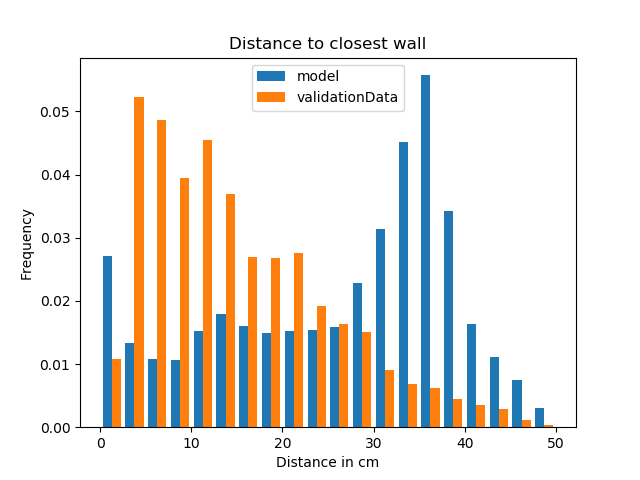 Distance to closest wall
model
validationData
Frequency
0.05
0.04
0.03
0.02
0.01
0.00
0 10 20 30 40 50
Distance in cm